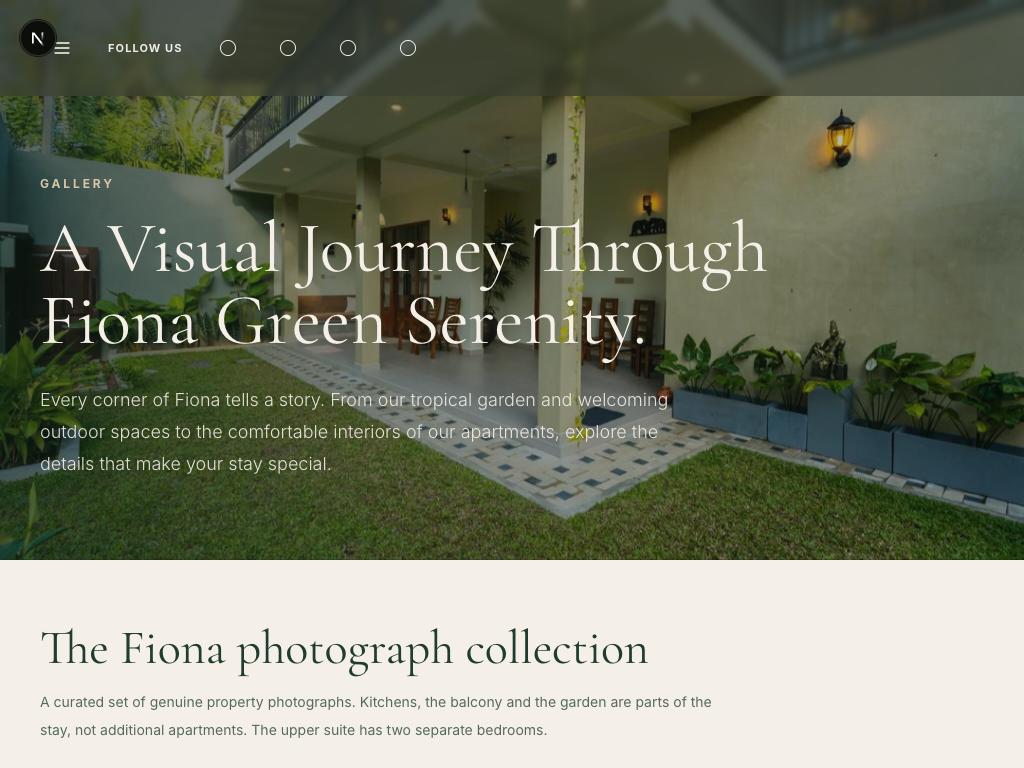 N
FOLLOW US
GALLERY
A Visual Journey Through
Fiona Green Serenity.
Every corner of Fiona tells a story. From our tropical garden and welcoming
outdoor spaces to the comfortable interiors of our apartments, explore the
details that make your stay special.
The Fiona photograph collection
A curated set of genuine property photographs. Kitchens, the balcony and the garden are parts of the
stay, not additional apartments. The upper suite has two separate bedrooms.